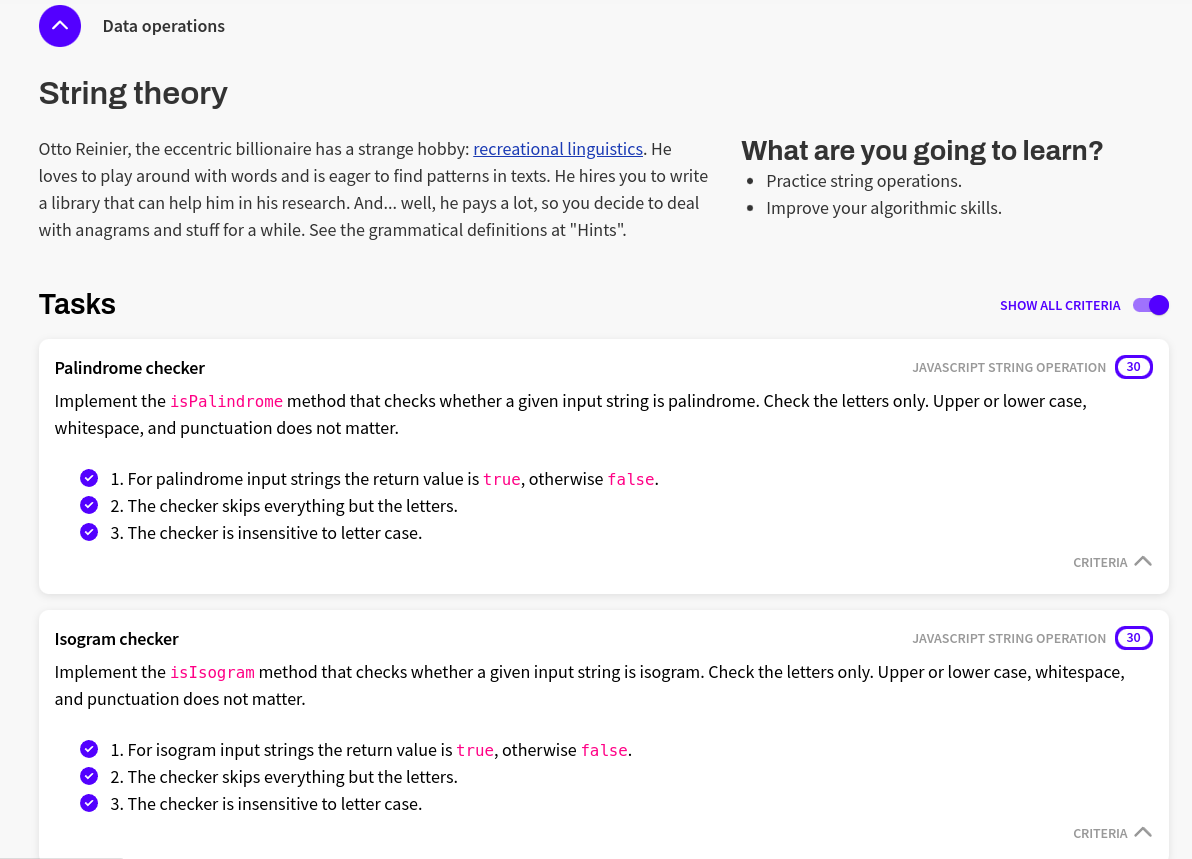 Data operations
String theory
Otto Reinier, the eccentric billionaire has a strange hobby: recreational linguistics. He
loves to play around with words and is eager to find patterns in texts. He hires you to write
a library that can help him in his research. And... well, he pays a lot, so you decide to deal
with anagrams and stuff for a while. See the grammatical definitions at "Hints".
What are you going to learn?
• Practice string operations.
• Improve your algorithmic skills.
Tasks
SHOW ALL CRITERIA
Palindrome checker
JAVASCRIPT STRING OPERATION 30
Implement the isPalindrome method that checks whether a given input string is palindrome. Check the letters only. Upper or lower case,
whitespace, and punctuation does not matter.
1. For palindrome input strings the return value is true, otherwise false.
2. The checker skips everything but the letters.
3. The checker is insensitive to letter case.
CRITERIA
Isogram checker
JAVASCRIPT STRING OPERATION 30
Implement the isIsogram method that checks whether a given input string is isogram. Check the letters only. Upper or lower case, whitespace,
and punctuation does not matter.
1. For isogram input strings the return value is true, otherwise false.
2. The checker skips everything but the letters.
3. The checker is insensitive to letter case.
CRITERIA